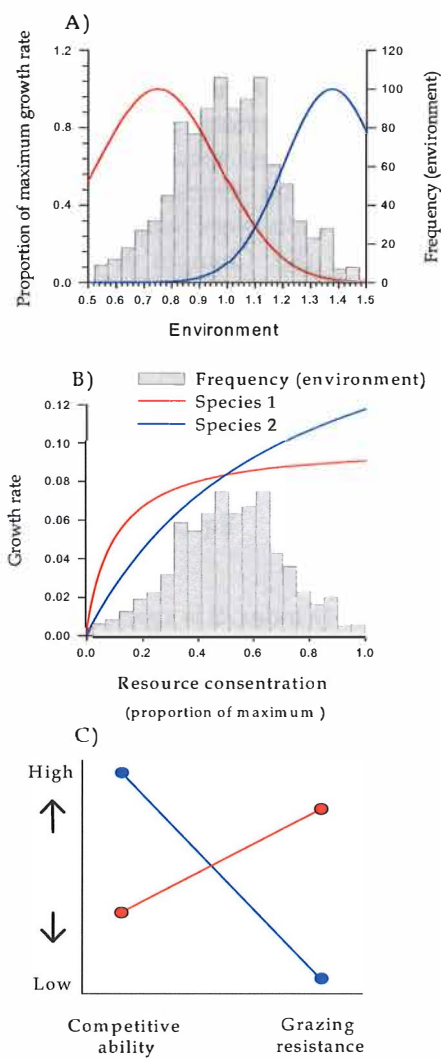 A)
Proportion of maximum growth rate
1.2
0.8
0.4
0.0
120
100
80
60
40
20
0
Frequency (environment)
0.5 0.6 0.7 0.8 0.9 1.0 1.1 1.2 1.3 1.4 1.5
Environment
B)
Frequency (environment)
Species 1
Species 2
Growth rate
0.12
0.10
0.08
0.06
0.04
0.02
0.00
0.0 0.2 0.4 0.6 0.8 1.0
Resource consentration
(proportion of maximum )
C)
High
Low
Competitive
ability
Grazing
resistance